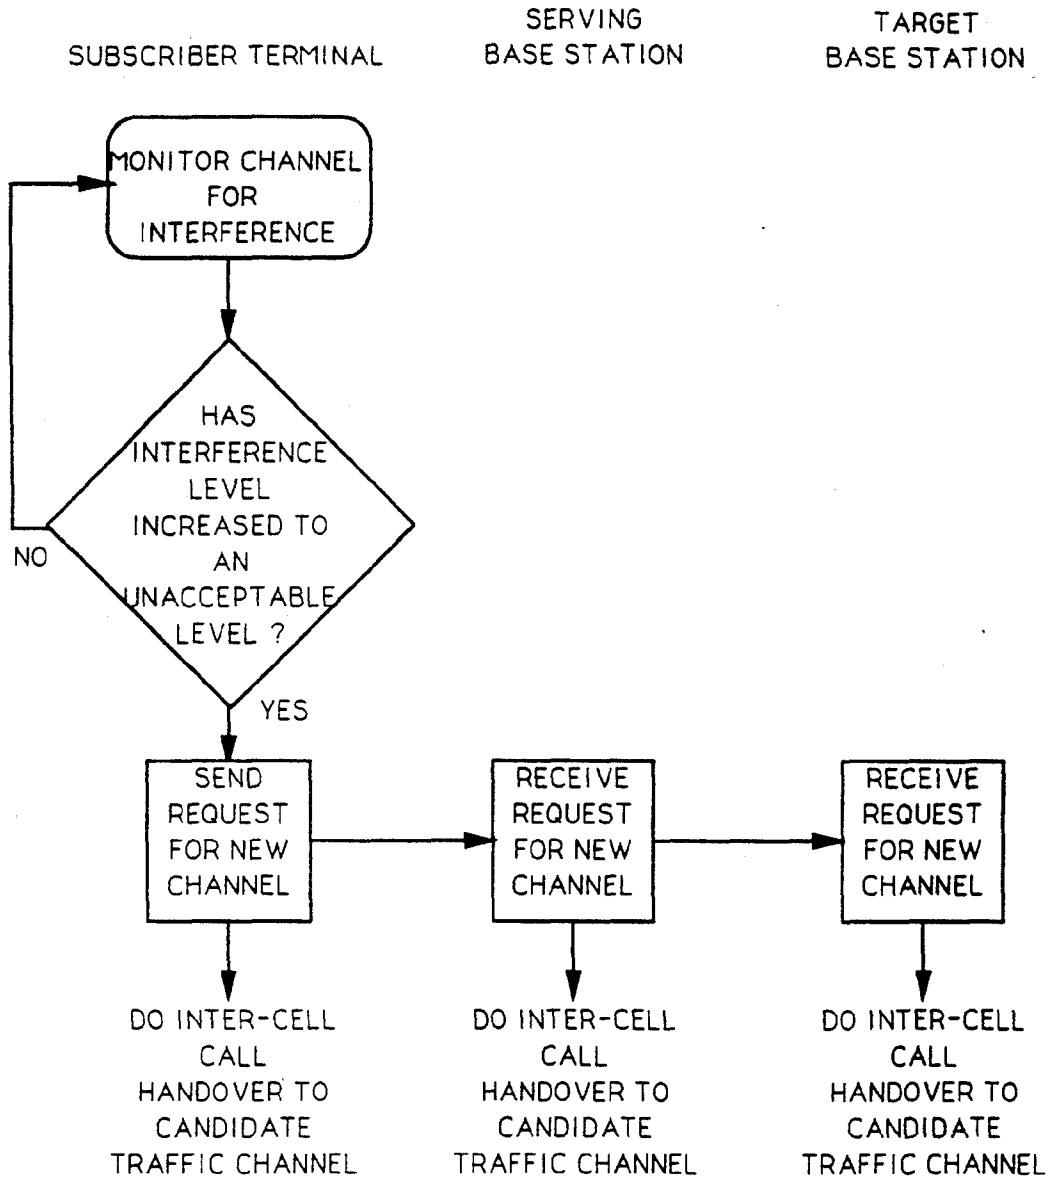 SUBSCRIBER TERMINAL
SERVING
BASE STATION
TARGET
BASE STATION
MONITOR CHANNEL
FOR
INTERFERENCE
HAS
INTERFERENCE
LEVEL
INCREASED TO
AN
UNACCEPTABLE
LEVEL ?
NO
YES
SEND
REQUEST
FOR NEW
CHANNEL
RECEIVE
REQUEST
FOR NEW
CHANNEL
RECEIVE
REQUEST
FOR NEW
CHANNEL
DO INTER-CELL
CALL
HANDOVER TO
CANDIDATE
TRAFFIC CHANNEL
DO INTER-CELL
CALL
HANDOVER TO
CANDIDATE
TRAFFIC CHANNEL
DO INTER-CELL
CALL
HANDOVER TO
CANDIDATE
TRAFFIC CHANNEL